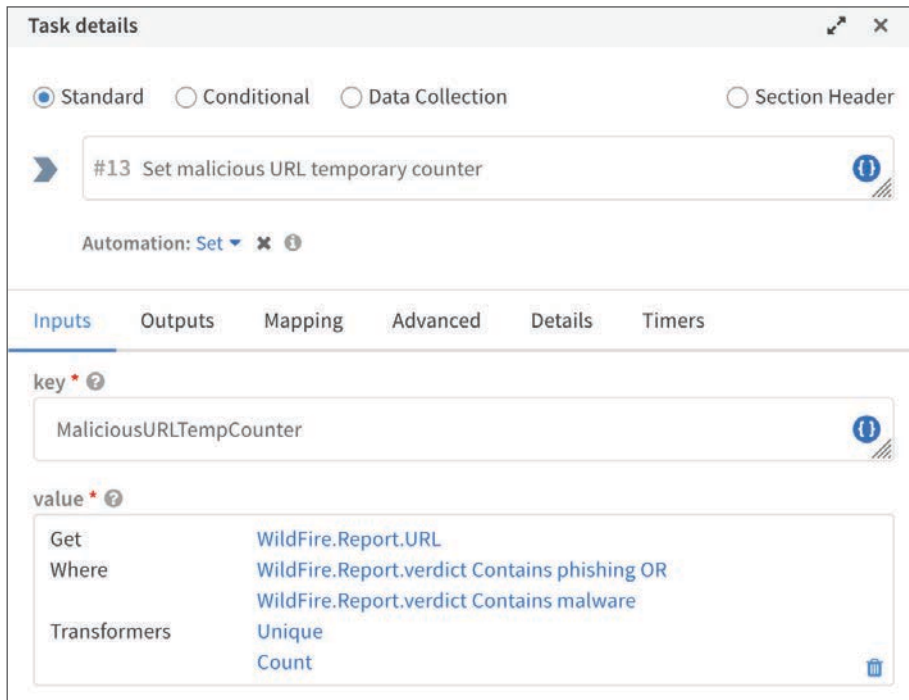 Task details
Standard Conditional Data Collection Section Header
#13 Set malicious URL temporary counter
Automation: Set
Inputs Outputs Mapping Advanced Details Timers
key *
MaliciousURLTempCounter
value *
Get WildFire.Report.URL
Where WildFire.Report.verdict Contains phishing OR
WildFire.Report.verdict Contains malware
Transformers Unique
Count